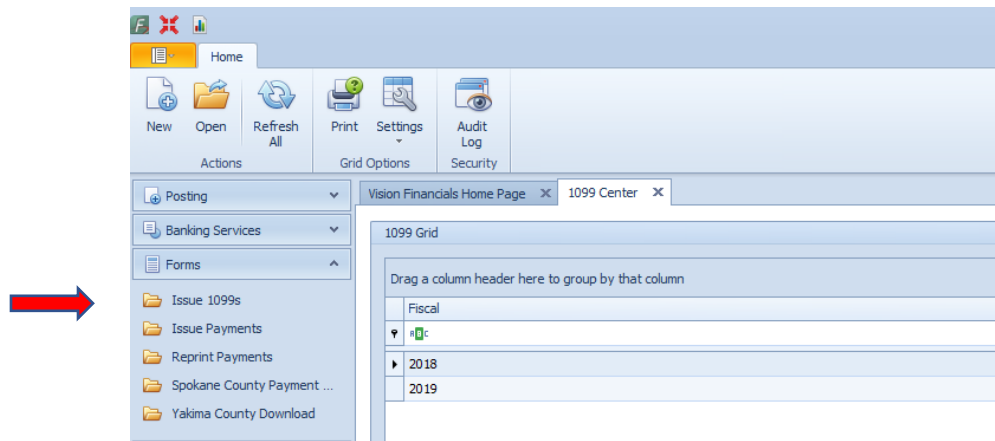 Home
New
Open
Refresh
All
Print
Settings
Audit
Log
Actions
Grid Options
Security
Posting
Banking Services
Forms
Issue 1099s
Issue Payments
Reprint Payments
Spokane County Payment ...
Yakima County Download
Vision Financials Home Page
1099 Center
1099 Grid
Drag a column header here to group by that column
Fiscal
ABC
2018
2019